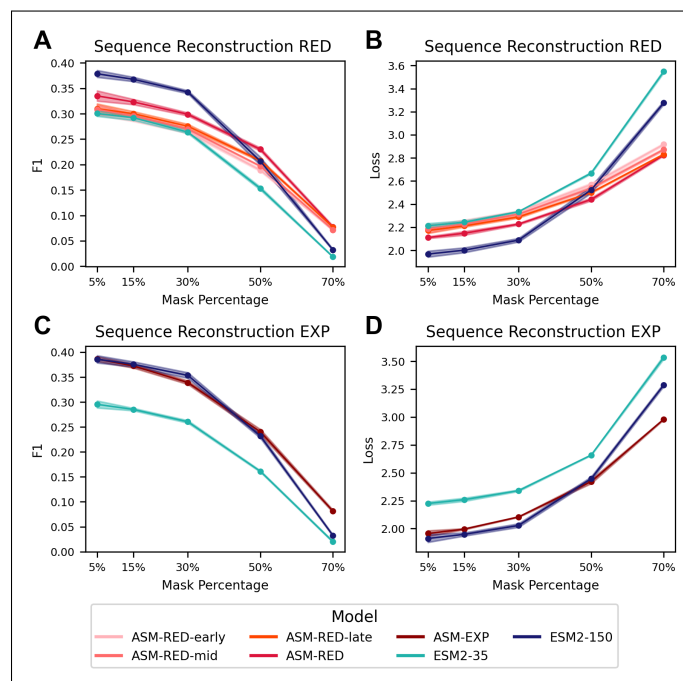 A
Sequence Reconstruction RED
0.40
0.35
0.30
0.25
0.20
0.15
0.10
0.05
0.00
F1
5% 15% 30% 50% 70%
Mask Percentage
B
Sequence Reconstruction RED
3.6
3.4
3.2
3.0
2.8
2.6
2.4
2.2
2.0
Loss
5% 15% 30% 50% 70%
Mask Percentage
C
Sequence Reconstruction EXP
0.40
0.35
0.30
0.25
0.20
0.15
0.10
0.05
0.00
F1
5% 15% 30% 50% 70%
Mask Percentage
D
Sequence Reconstruction EXP
3.50
3.25
3.00
2.75
2.50
2.25
2.00
Loss
5% 15% 30% 50% 70%
Mask Percentage
Model
ASM-RED-early ASM-RED-late ASM-EXP ESM2-150
ASM-RED-mid ASM-RED ESM2-35